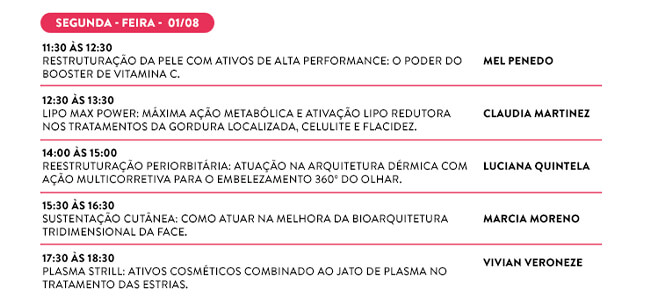 SEGUNDA - FEIRA - 01/08
11:30 ÀS 12:30
RESTRUTURAÇÃO DA PELE COM ATIVOS DE ALTA PERFORMANCE: O PODER DO
BOOSTER DE VITAMINA C.
MEL PENEDO
12:30 ÀS 13:30
LIPO MAX POWER: MÁXIMA AÇÃO METABÓLICA E ATIVAÇÃO LIPO REDUTORA
NOS TRATAMENTOS DA GORDURA LOCALIZADA, CELULITE E FLACIDEZ.
CLAUDIA MARTINEZ
14:00 ÀS 15:00
REESTRUTURAÇÃO PERIORBITÁRIA: ATUAÇÃO NA ARQUITETURA DÉRMICA COM
AÇÃO MULTICORRETIVA PARA O EMBELEZAMENTO 360° DO OLHAR.
LUCIANA QUINTELA
15:30 ÀS 16:30
SUSTENTAÇÃO CUTÂNEA: COMO ATUAR NA MELHORA DA BIOARQUITETURA
TRIDIMENSIONAL DA FACE.
MARCIA MORENO
17:30 ÀS 18:30
PLASMA STRILL: ATIVOS COSMÉTICOS COMBINADO AO JATO DE PLASMA NO
TRATAMENTO DAS ESTRIAS.
VIVIAN VERONEZE